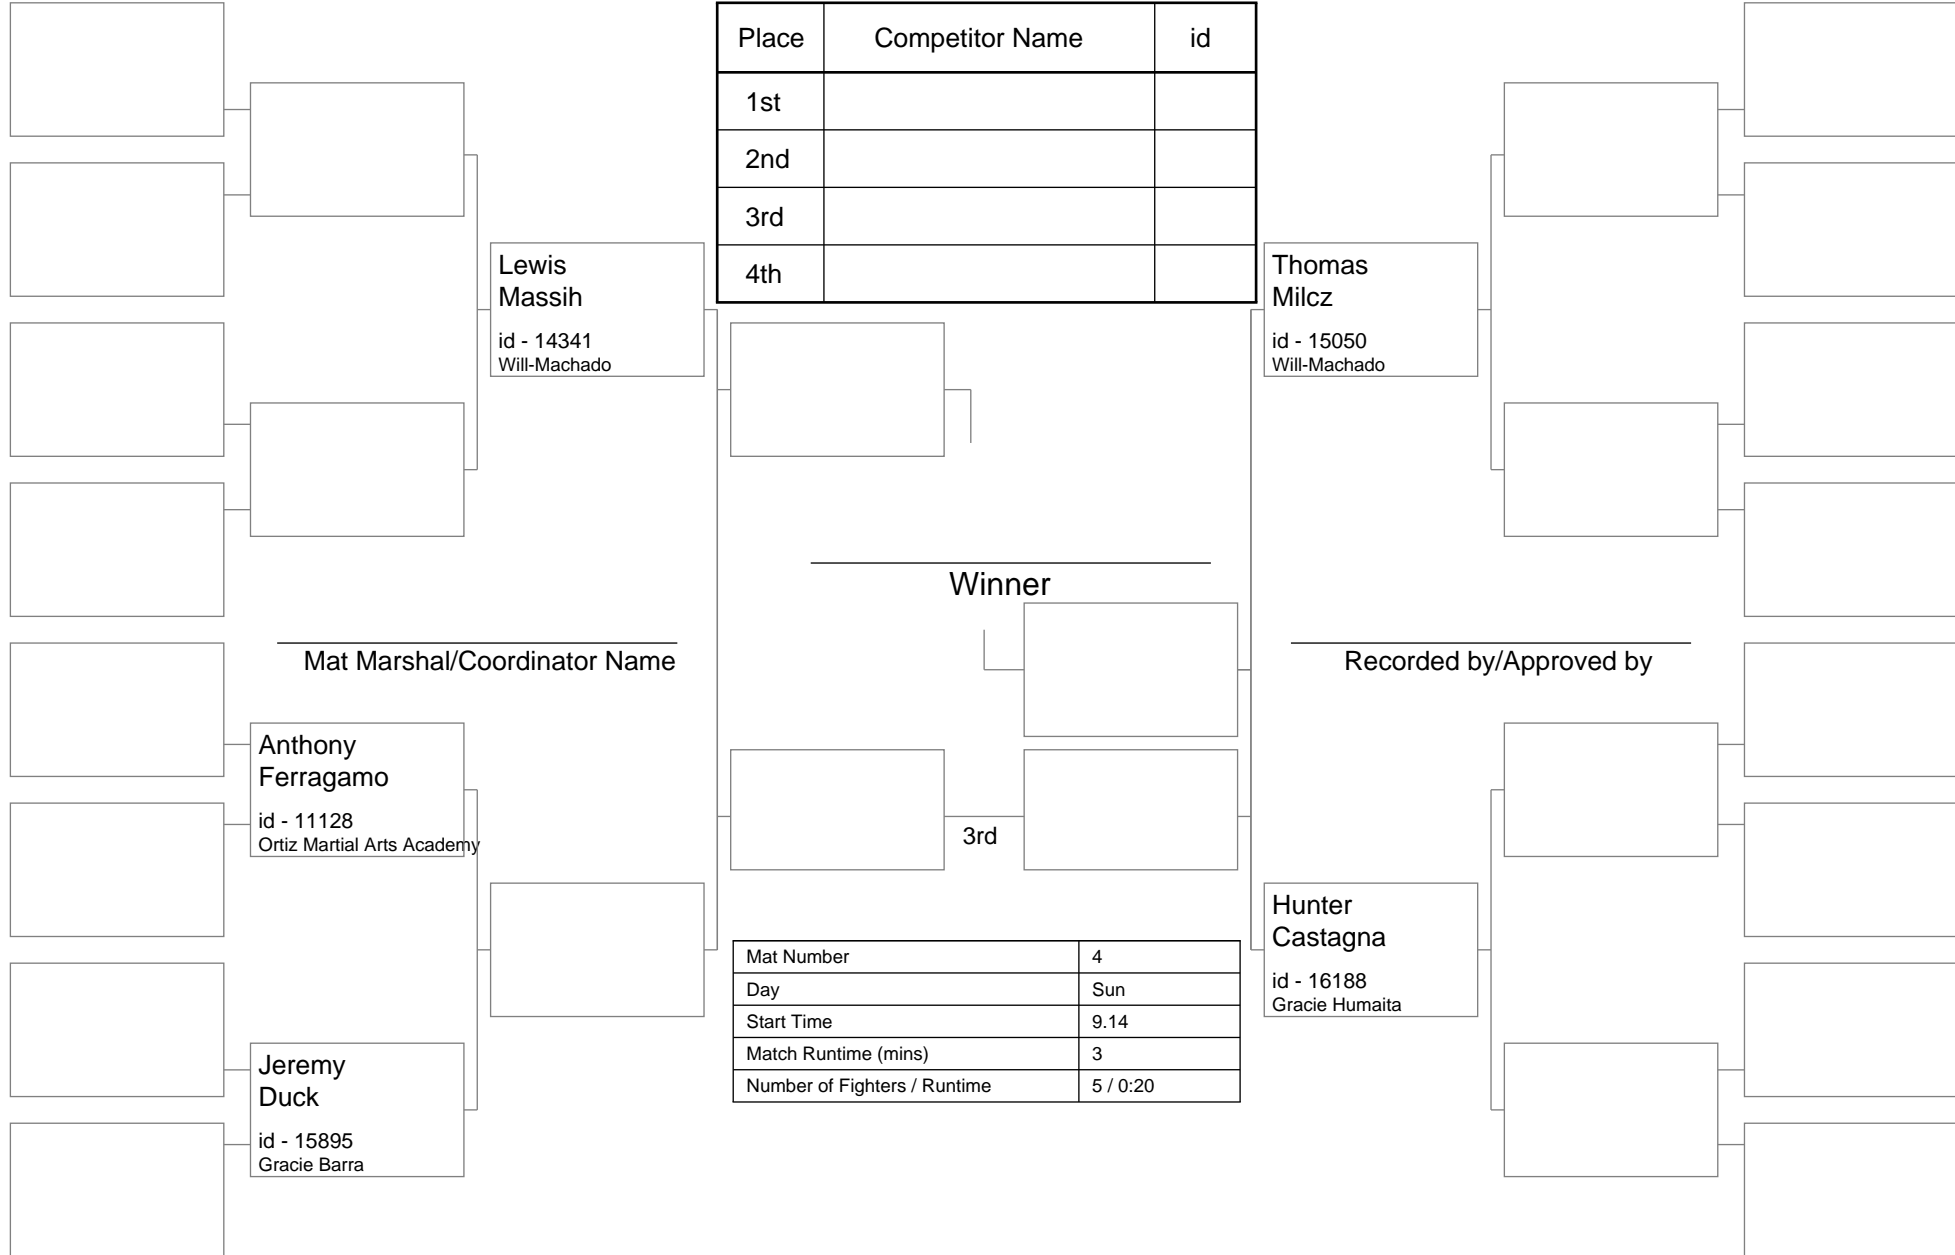 Place Competitor Name id
1st
2nd
3rd
4th
Lewis
Massih
id - 14341
Will-Machado
Thomas
Milcz
id - 15050
Will-Machado
Winner
Mat Marshal/Coordinator Name
Recorded by/Approved by
Anthony
Ferragamo
id - 11128
Ortiz Martial Arts Academy
3rd
Hunter
Castagna
id - 16188
Gracie Humaita
Jeremy
Duck
id - 15895
Gracie Barra
Mat Number 4
Day Sun
Start Time 9.14
Match Runtime (mins) 3
Number of Fighters / Runtime 5 / 0:20